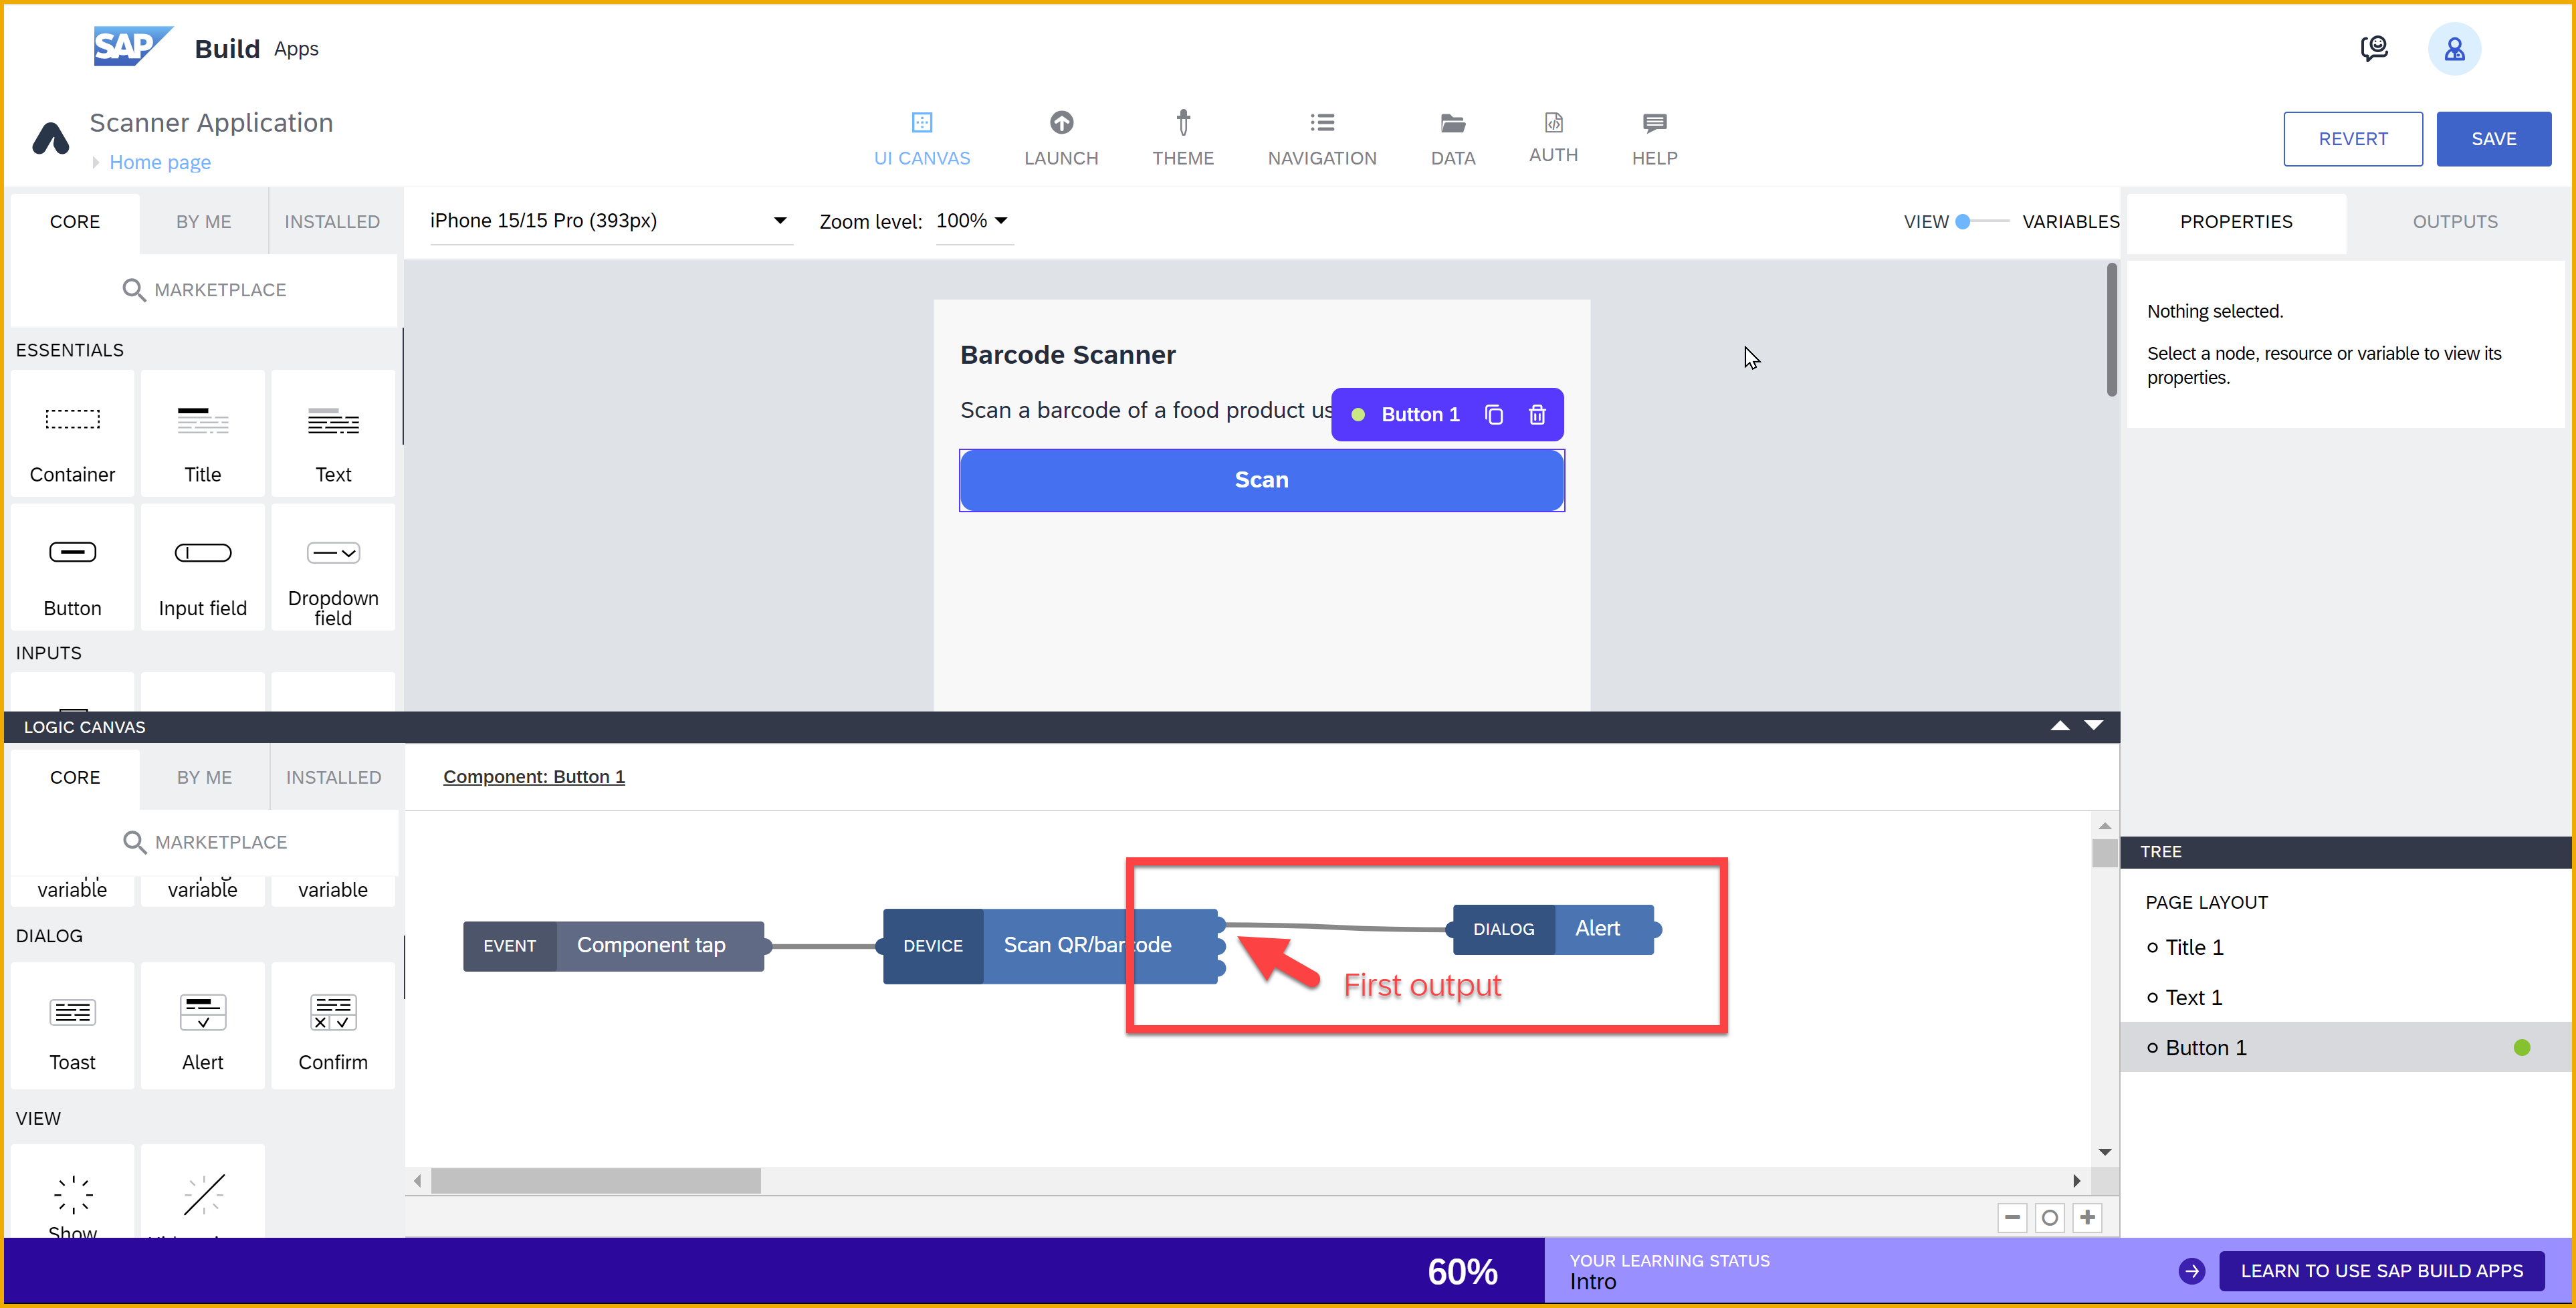 SAP Build Apps
Scanner Application
Home page
UI CANVAS
LAUNCH
THEME
NAVIGATION
DATA
AUTH
HELP
REVERT
SAVE
CORE
BY ME
INSTALLED
MARKETPLACE
ESSENTIALS
Container
Title
Text
Button
Input field
Dropdown
field
INPUTS
iPhone 15/15 Pro (393px)
Zoom level: 100%
VIEW
VARIABLES
Barcode Scanner
Scan a barcode of a food product us
Button 1
Scan
PROPERTIES
OUTPUTS
Nothing selected.
Select a node, resource or variable to view its
properties.
LOGIC CANVAS
CORE
BY ME
INSTALLED
MARKETPLACE
variable
variable
variable
DIALOG
Toast
Alert
Confirm
VIEW
Show
Component: Button 1
EVENT Component tap
DEVICE Scan QR/barcode
DIALOG Alert
First output
TREE
PAGE LAYOUT
Title 1
Text 1
Button 1
60%
YOUR LEARNING STATUS
Intro
LEARN TO USE SAP BUILD APPS